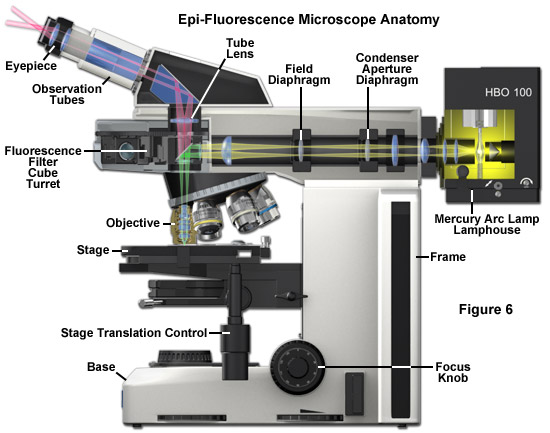 Epi-Fluorescence Microscope Anatomy
Eyepiece
Observation
Tubes
Tube
Lens
Field
Diaphragm
Condenser
Aperture
Diaphragm
HBO 100
Fluorescence
Filter
Cube
Turret
Objective
Stage
Mercury Arc Lamp
Lamphouse
Frame
Figure 6
Stage Translation Control
Base
Focus
Knob